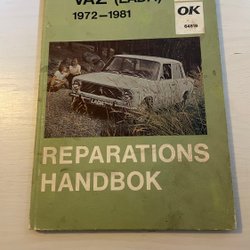 VAZ (LADA)
1972–1981
OK
REPARATIONS
HANDBOK